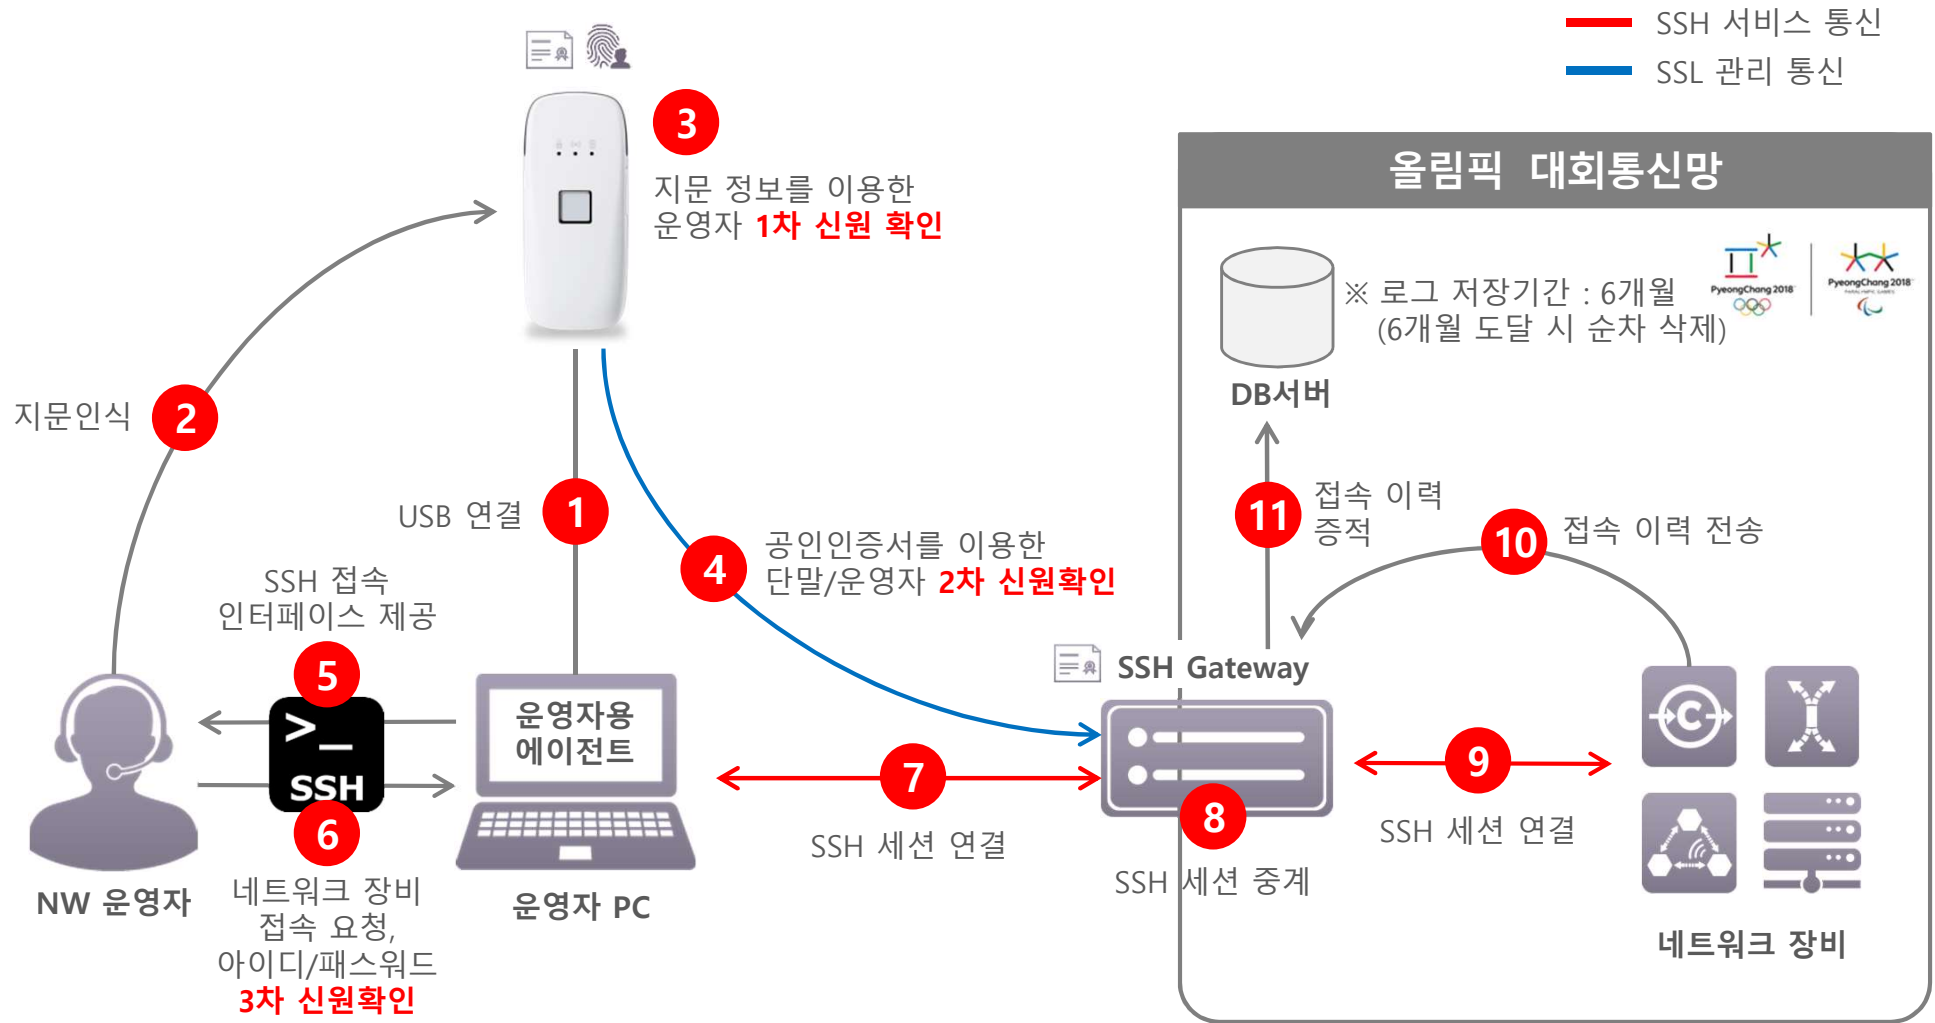 SSH 서비스 통신
SSL 관리 통신
3
지문 정보를 이용한
운영자 1차 신원 확인
올림픽 대회통신망
PyeongChang 2018
PyeongChang 2018
PARALYMPIC GAMES
※ 로그 저장기간 : 6개월
(6개월 도달 시 순차 삭제)
DB서버
지문인식
2
USB 연결
1
11
접속 이력
증적
10
접속 이력 전송
4
공인인증서를 이용한
단말/운영자 2차 신원확인
SSH 접속
인터페이스 제공
5
>_
SSH
6
운영자용
에이전트
SSH Gateway
7
SSH 세션 연결
8
SSH 세션 중계
9
SSH 세션 연결
C
NW 운영자
네트워크 장비
접속 요청,
아이디/패스워드
3차 신원확인
운영자 PC
네트워크 장비